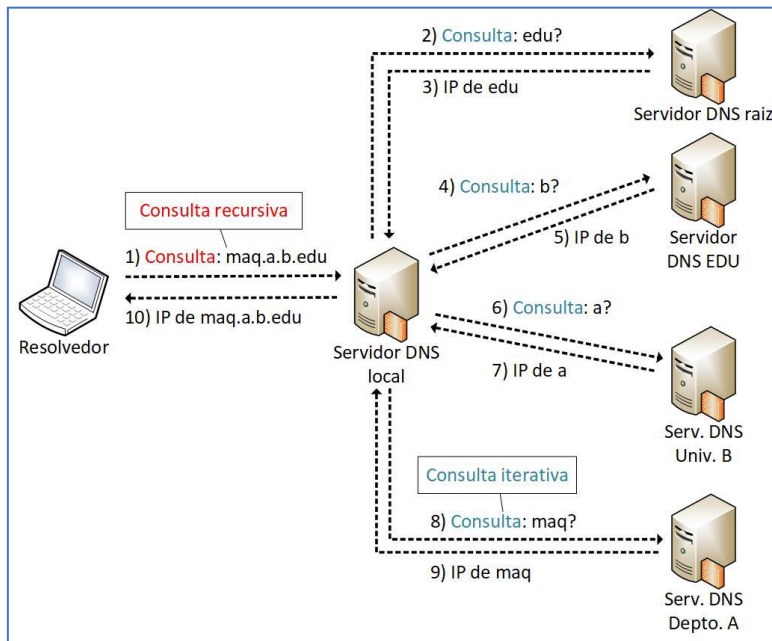 2) Consulta: edu?
3) IP de edu
Servidor DNS raiz
4) Consulta: b?
5) IP de b
Servidor
DNS EDU
Consulta recursiva
1) Consulta: maq.a.b.edu
10) IP de maq.a.b.edu
Resolvedor
Servidor DNS
local
6) Consulta: a?
7) IP de a
Serv. DNS
Univ. B
Consulta iterativa
8) Consulta: maq?
9) IP de maq
Serv. DNS
Depto. A